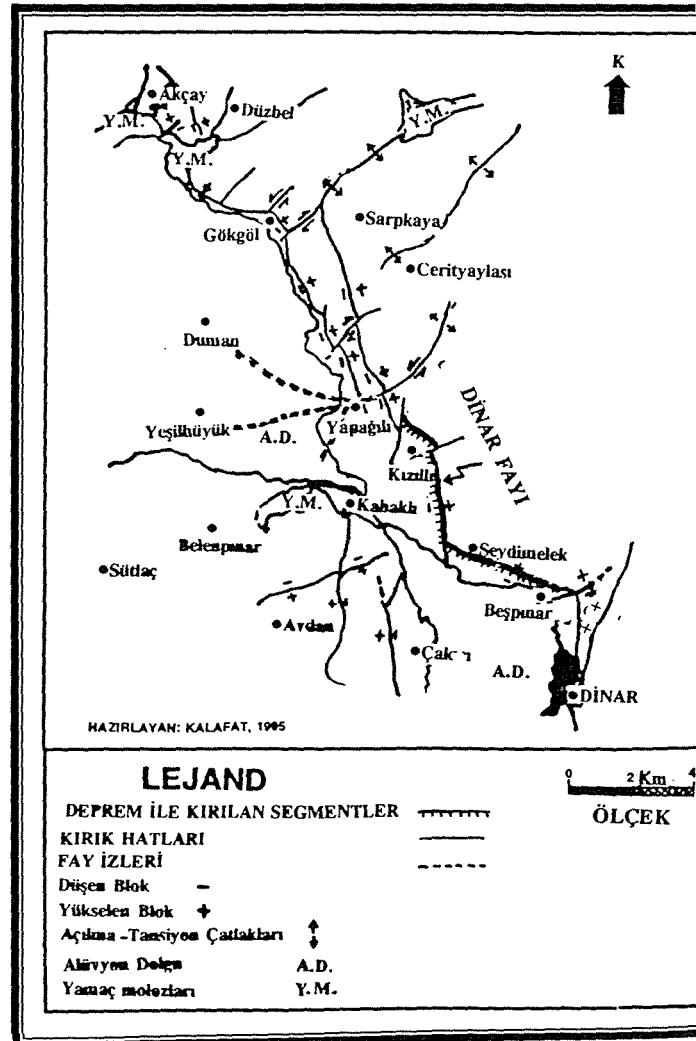 K
Akçay
Düzbel
Y.M.
Y.M.
Y.M.
Gökgöl
Sarpkaya
Cerityaylası
Duman
Yeşilhüyük
A.D.
Yapağılı
DİNAR FAYI
Kızıllı
Y.M.
Kabaklı
Belenpınar
Sütlaç
Seydimelek
Beşpınar
Avdan
A.D.
DİNAR
HAZIRLAYAN: KALAFAT, 1995
LEJAND
0 2 Km 4
DEPREM İLE KIRILAN SEGMENTLER
ÖLÇEK
KIRIK HATLARI
FAY İZLERİ
Düşen Blok -
Yükselen Blok +
Açılma-Tansiyon Çatlakları
Alüvyon Dolgu A.D.
Yamaç molozları Y.M.